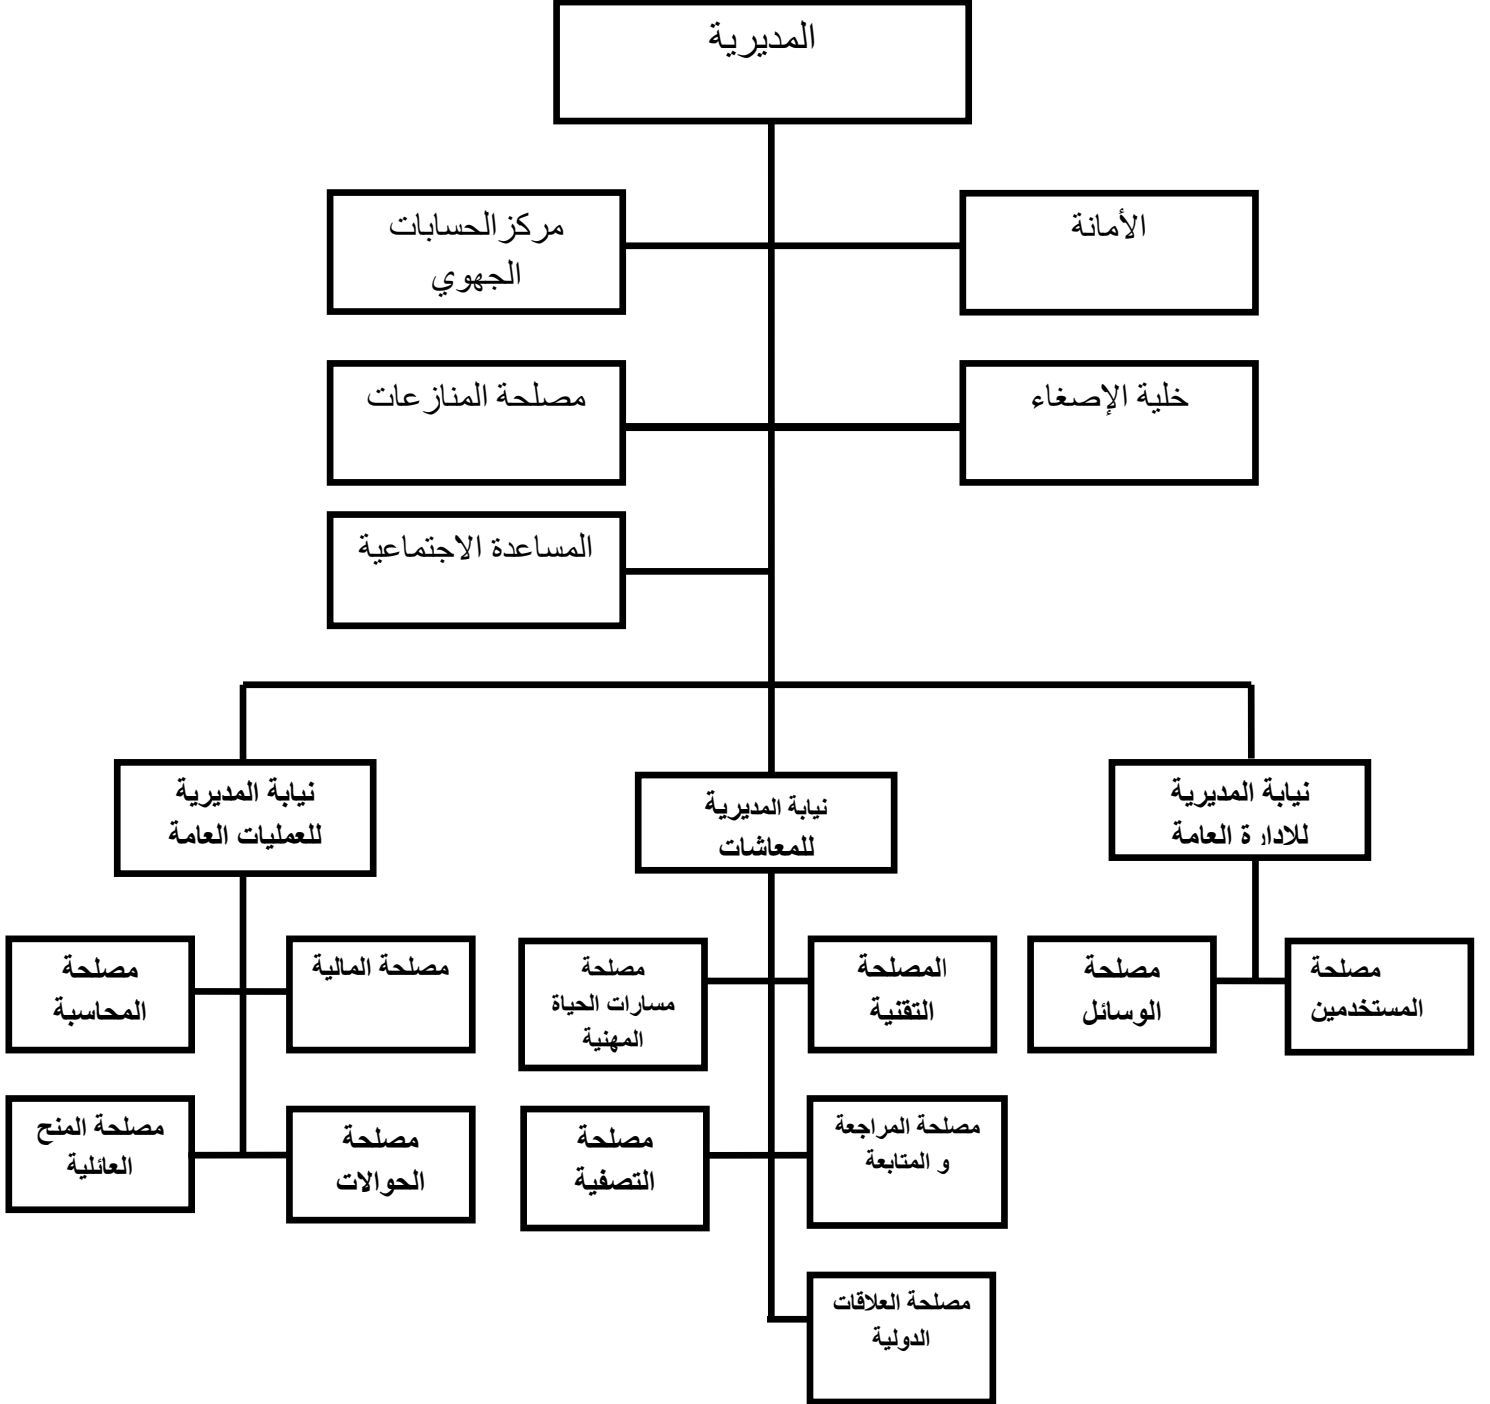 المديرية
الأمانة
مركز الحسابات
الجهوي
خلية الإصغاء
مصلحة المنازعات
المساعدة الاجتماعية
نيابة المديرية
للادارة العامة
نيابة المديرية
للمعاشات
نيابة المديرية
للعمليات العامة
مصلحة
المستخدمين
مصلحة
الوسائل
المصلحة
التقنية
مصلحة
مسارات الحياة
المهنية
مصلحة المالية
مصلحة
المحاسبة
مصلحة المراجعة
و المتابعة
مصلحة
التصفية
مصلحة
الحوالات
مصلحة المنح
العائلية
مصلحة العلاقات
الدولية